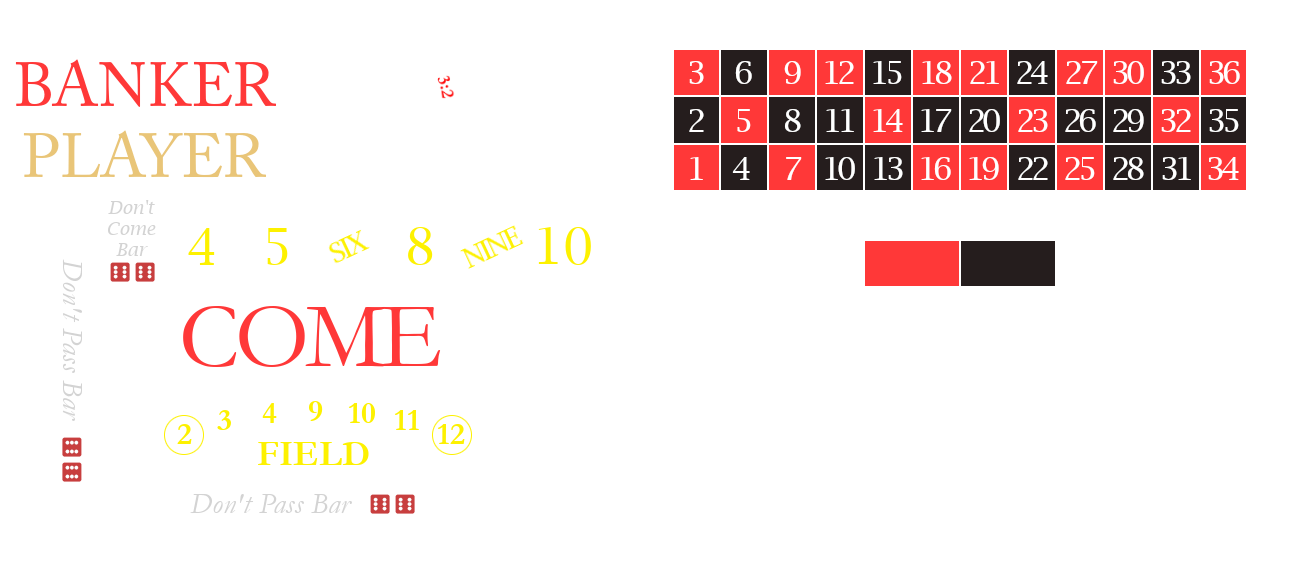 BANKER
PLAYER
3:2
3 6 9 12 15 18 21 24 27 30 33 36
2 5 8 11 14 17 20 23 26 29 32 35
1 4 7 10 13 16 19 22 25 28 31 34
Don't
Come
Bar
4 5 SIX 8 NINE 10
Don't Pass Bar
COME
2 3 4 9 10 11 12
FIELD
Don't Pass Bar